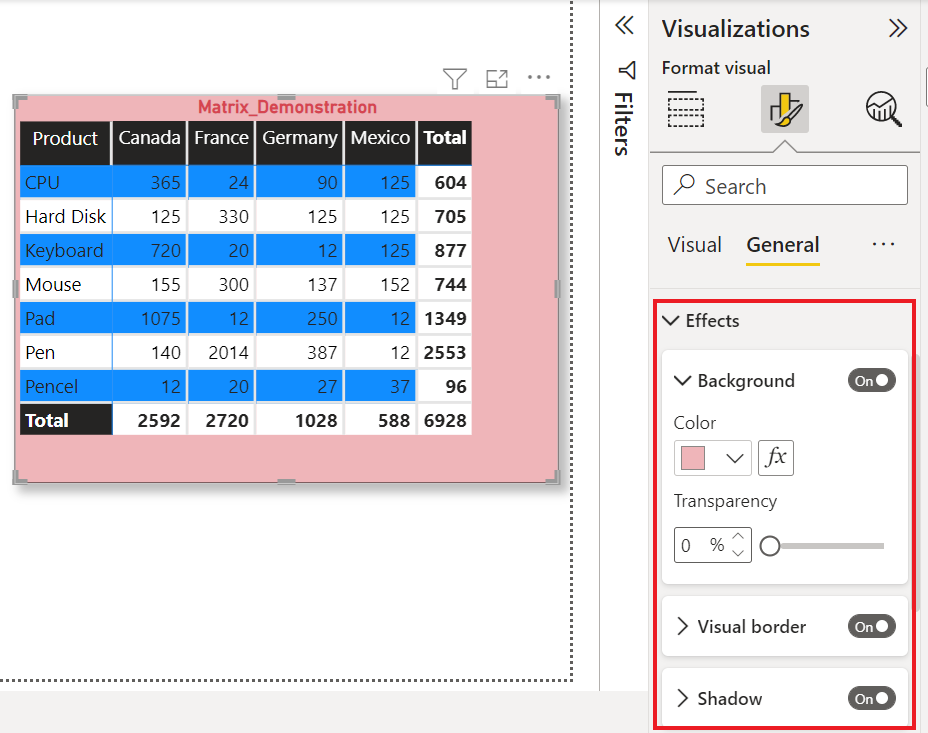 Matrix_Demonstration
Product Canada France Germany Mexico Total
CPU 365 24 90 125 604
Hard Disk 125 330 125 125 705
Keyboard 720 20 12 125 877
Mouse 155 300 137 152 744
Pad 1075 12 250 12 1349
Pen 140 2014 387 12 2553
Pencel 12 20 27 37 96
Total 2592 2720 1028 588 6928
Filters
Visualizations
Format visual
Search
Visual General
Effects
Background On
Color
fx
Transparency
0 %
Visual border On
Shadow On